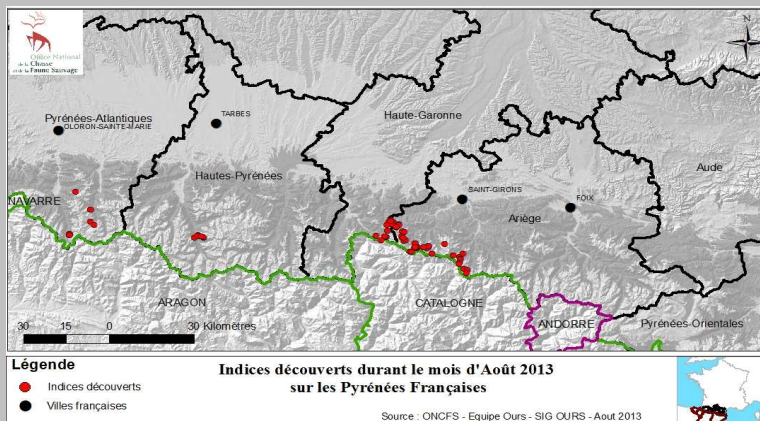 Office National
de la Chasse
et de la Faune Sauvage
N
Pyrénées-Atlantiques
OLORON-SAINTE-MARIE
TARBES
Haute-Garonne
Hautes-Pyrénées
Aude
SAINT-GIRONS
FOIX
NAVARRE
Ariège
ARAGON
CATALOGNE
ANDORRE
Pyrénées-Orientales
30 15 0 30 Kilomètres
Légende
Indices découverts
Villes françaises
Indices découverts durant le mois d'Août 2013
sur les Pyrénées Françaises
Source : ONCFS - Equipe Ours - SIG OURS - Aout 2013